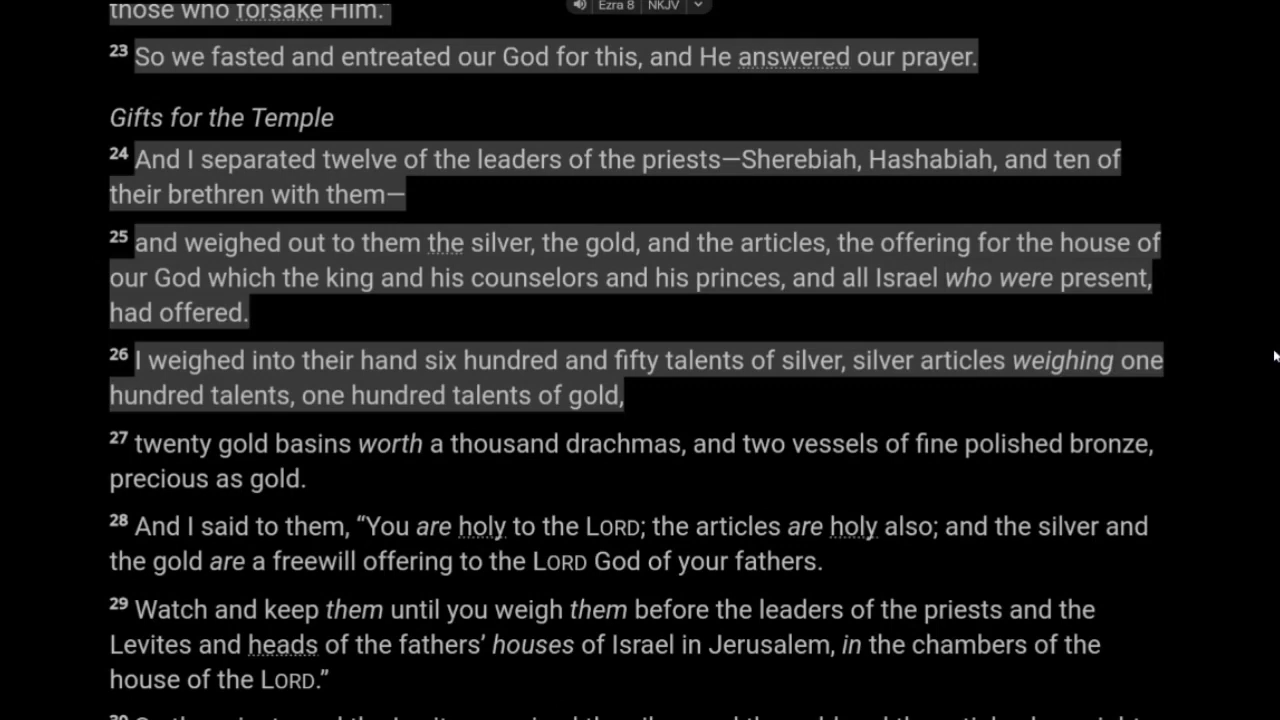 Ezra 8 NKJV
those who forsake Him.”
23 So we fasted and entreated our God for this, and He answered our prayer.
Gifts for the Temple
24 And I separated twelve of the leaders of the priests—Sherebiah, Hashabiah, and ten of
their brethren with them—
25 and weighed out to them the silver, the gold, and the articles, the offering for the house of
our God which the king and his counselors and his princes, and all Israel who were present,
had offered.
26 I weighed into their hand six hundred and fifty talents of silver, silver articles weighing one
hundred talents, one hundred talents of gold,
27 twenty gold basins worth a thousand drachmas, and two vessels of fine polished bronze,
precious as gold.
28 And I said to them, “You are holy to the LORD; the articles are holy also; and the silver and
the gold are a freewill offering to the LORD God of your fathers.
29 Watch and keep them until you weigh them before the leaders of the priests and the
Levites and heads of the fathers’ houses of Israel in Jerusalem, in the chambers of the
house of the LORD.”